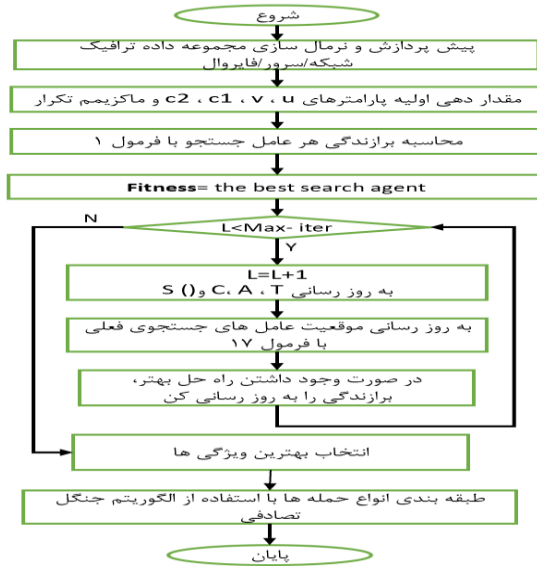 شروع
پیش پردازش و نرمال سازی مجموعه داده ترافیک
شبکه/سرور/فایروال
مقدار دهی اولیه پارامترهای c2 ، c1 ، v ، u و ماکزیمم تکرار
محاسبه برازندگی هر عامل جستجو با فرمول ۱
Fitness= the best search agent
N
L<Max- iter
Y
L=L+1
به روز رسانی C، A ، T و S ()
به روز رسانی موقعیت عامل های جستجوی فعلی
با فرمول ۱۷
در صورت وجود داشتن راه حل بهتر،
برازندگی را به روز رسانی کن
انتخاب بهترین ویژگی ها
طبقه بندی انواع حمله ها با استفاده از الگوریتم جنگل
تصادفی
پایان